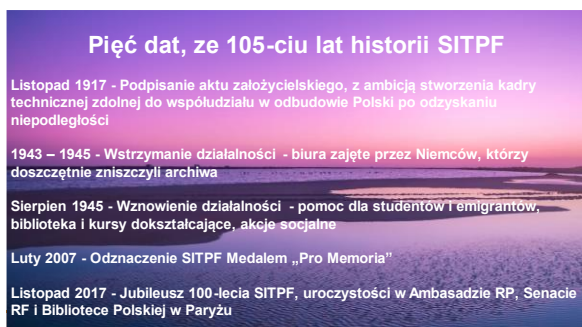 Pięć dat, ze 105-ciu lat historii SITPF
Listopad 1917 - Podpisanie aktu założycielskiego, z ambicją stworzenia kadry
technicznej zdolnej do współudziału w odbudowie Polski po odzyskaniu
niepodległości
1943 – 1945 - Wstrzymanie działalności - biura zajęte przez Niemców, którzy
doszczętnie zniszczyli archiwa
Sierpien 1945 - Wznowienie działalności - pomoc dla studentów i emigrantów,
biblioteka i kursy dokształcające, akcje socjalne
Luty 2007 - Odznaczenie SITPF Medalem „Pro Memoria”
Listopad 2017 - Jubileusz 100-lecia SITPF, uroczystości w Ambasadzie RP, Senacie
RF i Bibliotece Polskiej w Paryżu